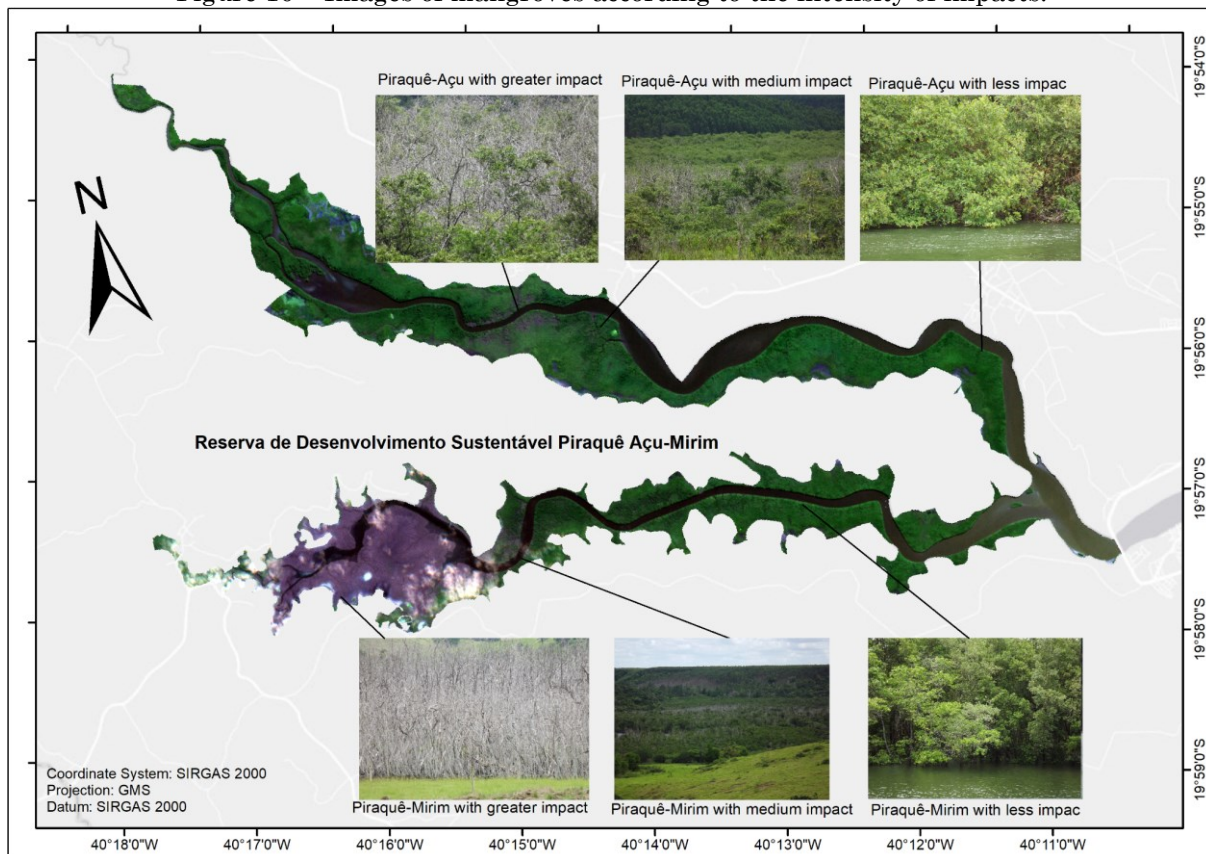 Figure 10 – Images of mangroves according to the intensity of impacts.
Piraquê-Açu with greater impact
Piraquê-Açu with medium impact
Piraquê-Açu with less impac
N
19°54'0"S
19°55'0"S
19°56'0"S
19°57'0"S
19°58'0"S
19°59'0"S
Reserva de Desenvolvimento Sustentável Piraquê Açu-Mirim
Coordinate System: SIRGAS 2000
Projection: GMS
Datum: SIRGAS 2000
Piraquê-Mirim with greater impact
Piraquê-Mirim with medium impact
Piraquê-Mirim with less impac
40°18'0"W
40°17'0"W
40°16'0"W
40°15'0"W
40°14'0"W
40°13'0"W
40°12'0"W
40°11'0"W